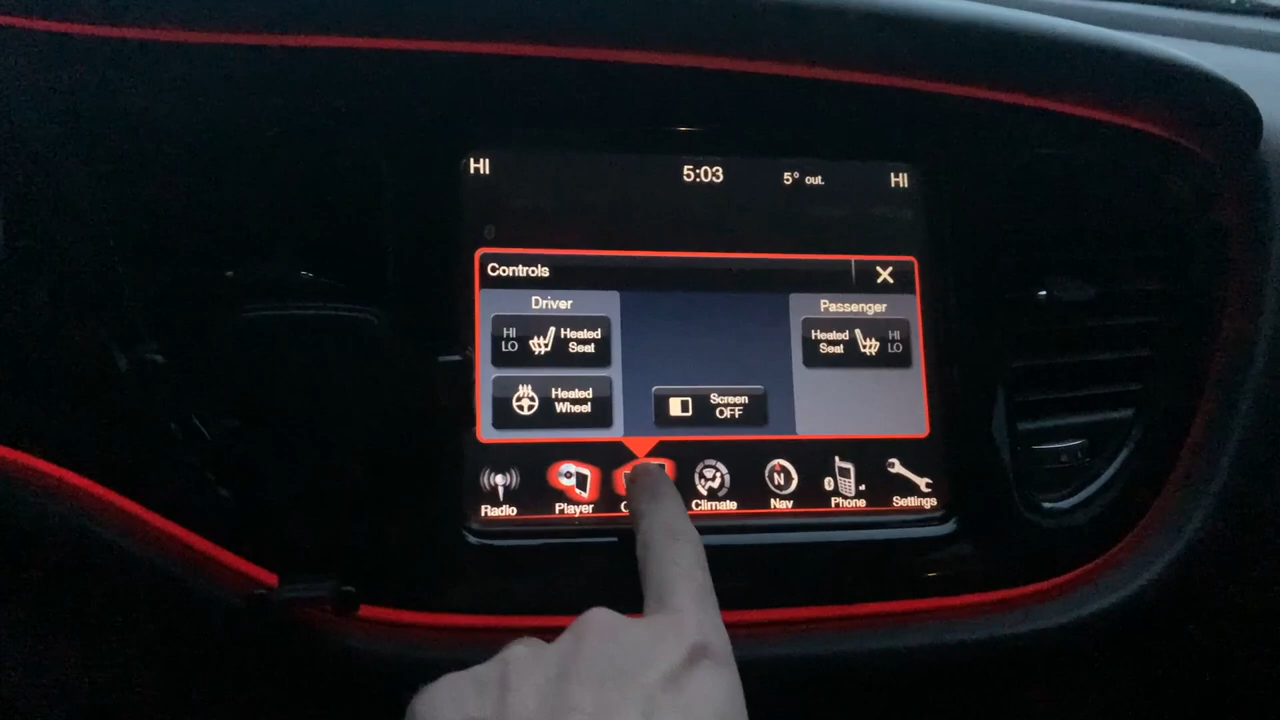 HI 5:03 5° out. HI
Controls
Driver
Passenger
HI
LO
Heated
Seat
Heated
Seat
HI
LO
Heated
Wheel
Screen
OFF
Radio
Player
Climate
N
Nav
Phone
Settings